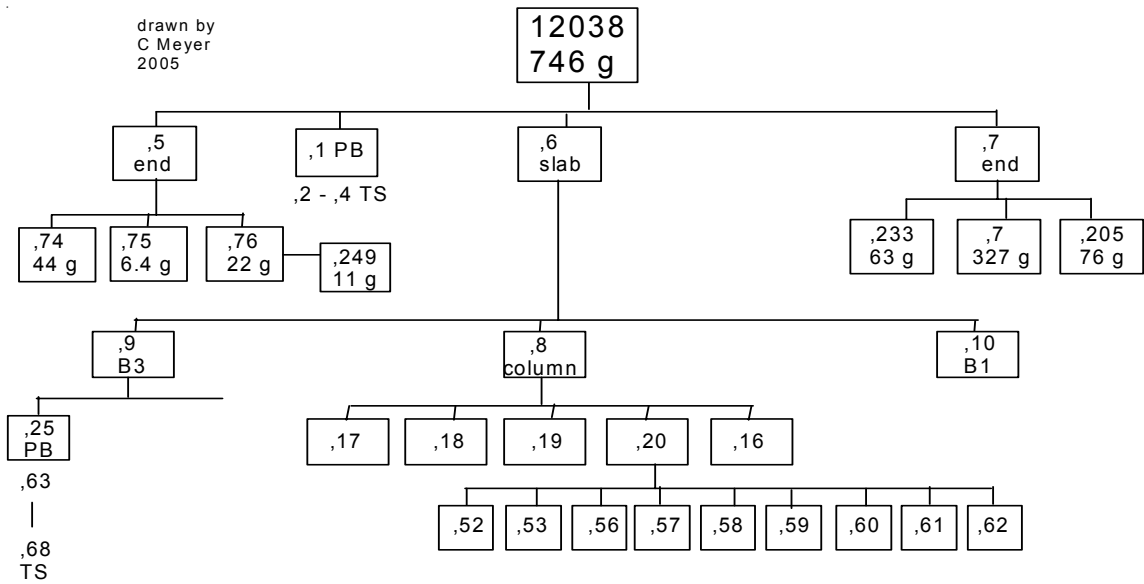 drawn by
C Meyer
2005
12038
746 g
,5
end
,1 PB
,2 - ,4 TS
,6
slab
,7
end
,74
44 g
,75
6.4 g
,76
22 g
,249
11 g
,233
63 g
,7
327 g
,205
76 g
,9
B3
,8
column
,10
B1
,25
PB
,63
,68
TS
,17
,18
,19
,20
,16
,52
,53
,56
,57
,58
,59
,60
,61
,62